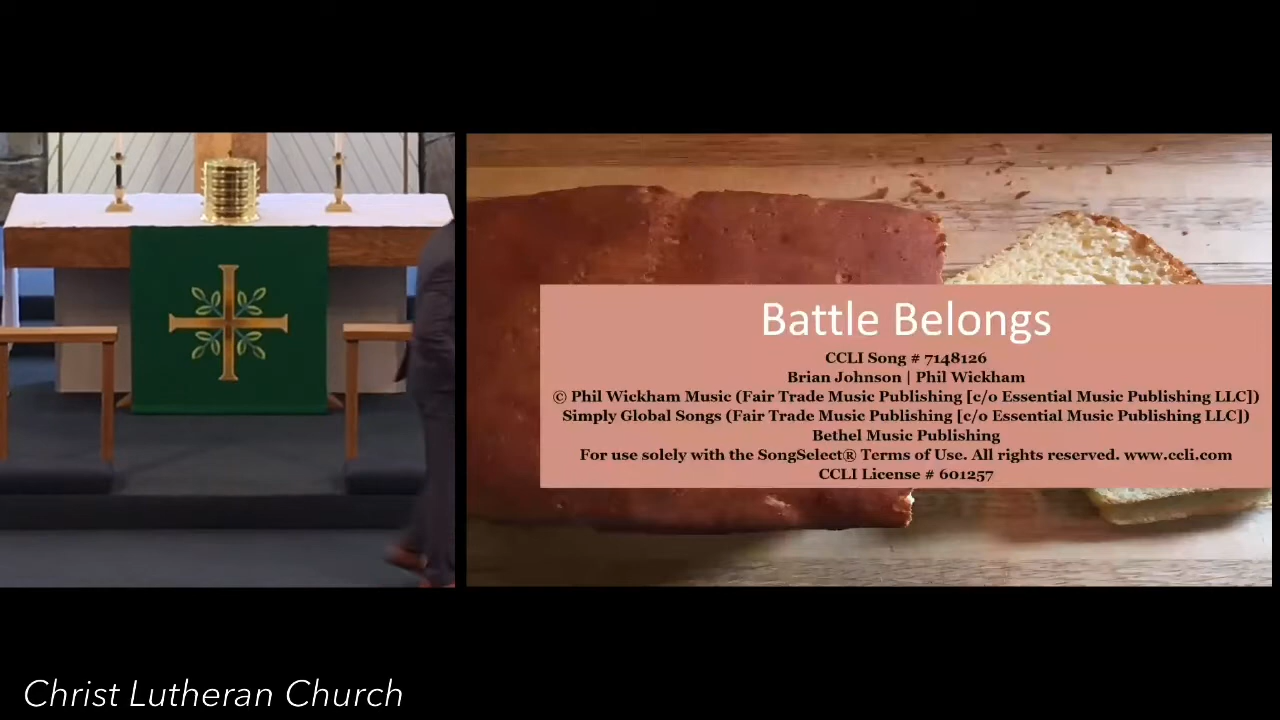 Battle Belongs
CCLI Song # 7148126
Brian Johnson | Phil Wickham
© Phil Wickham Music (Fair Trade Music Publishing [c/o Essential Music Publishing LLC])
Simply Global Songs (Fair Trade Music Publishing [c/o Essential Music Publishing LLC])
Bethel Music Publishing
For use solely with the SongSelect® Terms of Use. All rights reserved. www.ccli.com
CCLI License # 601257
Christ Lutheran Church